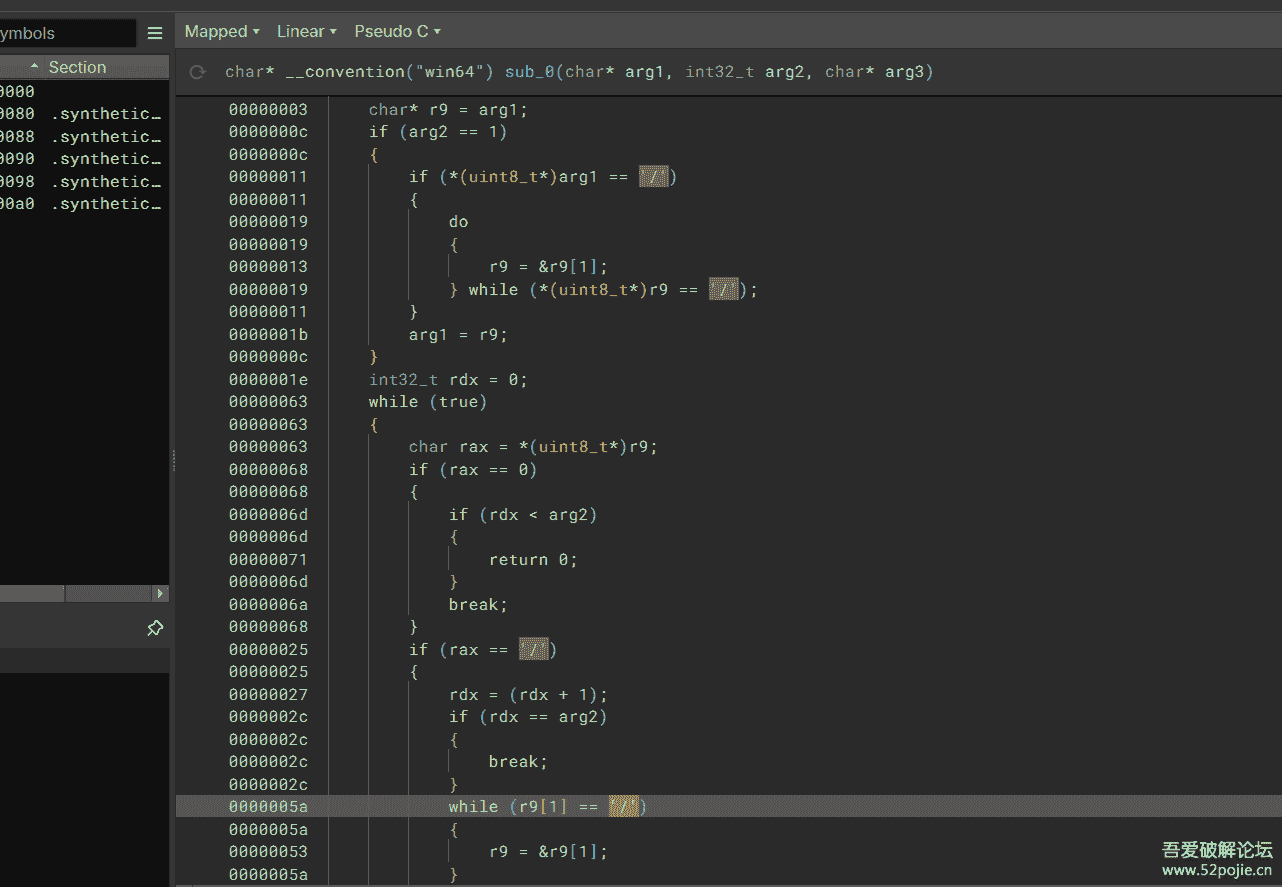 ymbols
Mapped▾ Linear▾ Pseudo C▾
Section
char* __convention("win64") sub_0(char* arg1, int32_t arg2, char* arg3)
0000
0080 .synthetic…
0088 .synthetic…
0090 .synthetic…
0098 .synthetic…
00a0 .synthetic…
00000003 char* r9 = arg1;
0000000c if (arg2 == 1)
0000000c {
00000011 if (*(uint8_t*)arg1 == '/')
00000011 {
00000019 do
00000019 {
00000013 r9 = &r9[1];
00000019 } while (*(uint8_t*)r9 == '/');
00000011 }
0000001b arg1 = r9;
0000000c }
0000001e int32_t rdx = 0;
00000063 while (true)
00000063 {
00000063 char rax = *(uint8_t*)r9;
00000068 if (rax == 0)
00000068 {
0000006d if (rdx < arg2)
0000006d {
00000071 return 0;
0000006d }
0000006a break;
00000068 }
00000025 if (rax == '/')
00000025 {
00000027 rdx = (rdx + 1);
0000002c if (rdx == arg2)
0000002c {
0000002c break;
0000002c }
0000005a while (r9[1] == '/')
0000005a {
00000053 r9 = &r9[1];
0000005a }
吾爱破解论坛
www.52pojie.cn